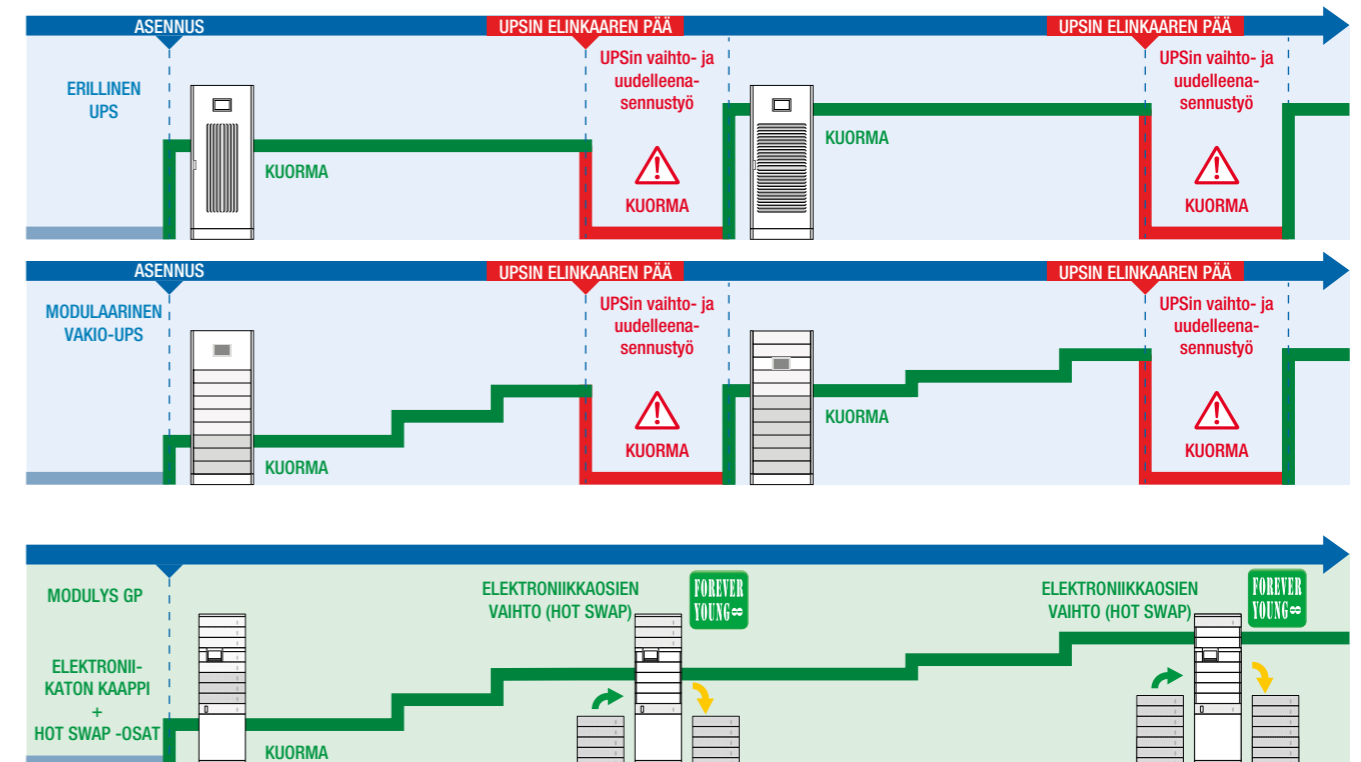 ASENNUS
UPSIN ELINKAAREN PÄÄ
UPSIN ELINKAAREN PÄÄ
ERILLINEN
UPS
KUORMA
UPSin vaihto- ja
uudelleena-
sennustyö
KUORMA
KUORMA
UPSin vaihto- ja
uudelleena-
sennustyö
KUORMA
ASENNUS
UPSIN ELINKAAREN PÄÄ
UPSIN ELINKAAREN PÄÄ
MODULAARINEN
VAKIO-UPS
KUORMA
UPSin vaihto- ja
uudelleena-
sennustyö
KUORMA
KUORMA
UPSin vaihto- ja
uudelleena-
sennustyö
KUORMA
MODULYS GP
ELEKTRONII-
KATON KAAPPI
+
HOT SWAP -OSAT
KUORMA
ELEKTRONIIKKAOSIEN
VAIHTO (HOT SWAP)
FOREVER
YOUNG∞
ELEKTRONIIKKAOSIEN
VAIHTO (HOT SWAP)
FOREVER
YOUNG∞